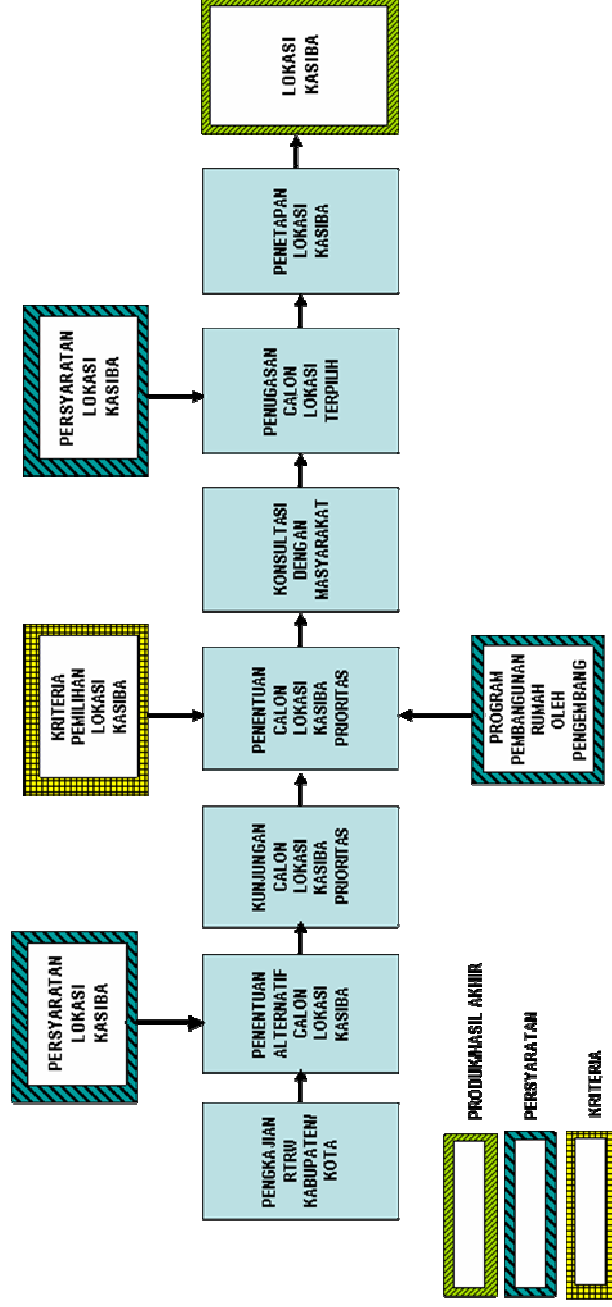 PERSYARATAN
LOKASI
KASIBA
KRITERIA
PEMILIHAN
LOKASI
KASIBA
PERSYARATAN
LOKASI
KASIBA
PENGKAJIAN
RTRW
KABUPATEN/
KOTA
PENENTUAN
ALTERNATIF
CALON
LOKASI
KASIBA
KUNJUNGAN
CALON
LOKASI
KASIBA
PRIORITAS
PENENTUAN
CALON
LOKASI
KASIBA
PRIORITAS
KONSULTASI
DENGAN
MASYARAKAT
PENUGASAN
CALON
LOKASI
TERPILIH
PENETAPAN
LOKASI
KASIBA
LOKASI
KASIBA
PROGRAM
PEMBANGUNAN
RUMAH
OLEH
PENGEMBANG
PRODUK/HASIL AKHIR
PERSYARATAN
KRITERIA